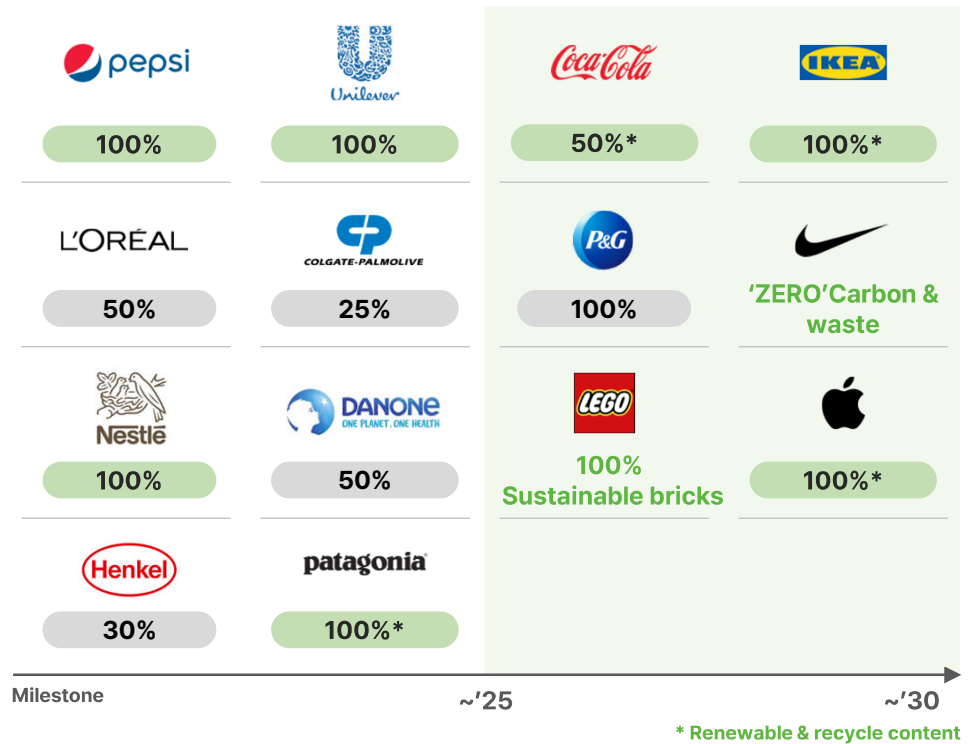 pepsi
Unilever
Coca-Cola
IKEA
100%
100%
50%*
100%*
L'ORÉAL
COLGATE-PALMOLIVE
P&G
50%
25%
100%
‘ZERO’Carbon &
waste
Nestlé
DANONE
ONE PLANET. ONE HEALTH
LEGO
100%
50%
100%
Sustainable bricks
100%*
Henkel
patagonia
30%
100%*
Milestone
~’25
~’30
* Renewable & recycle content